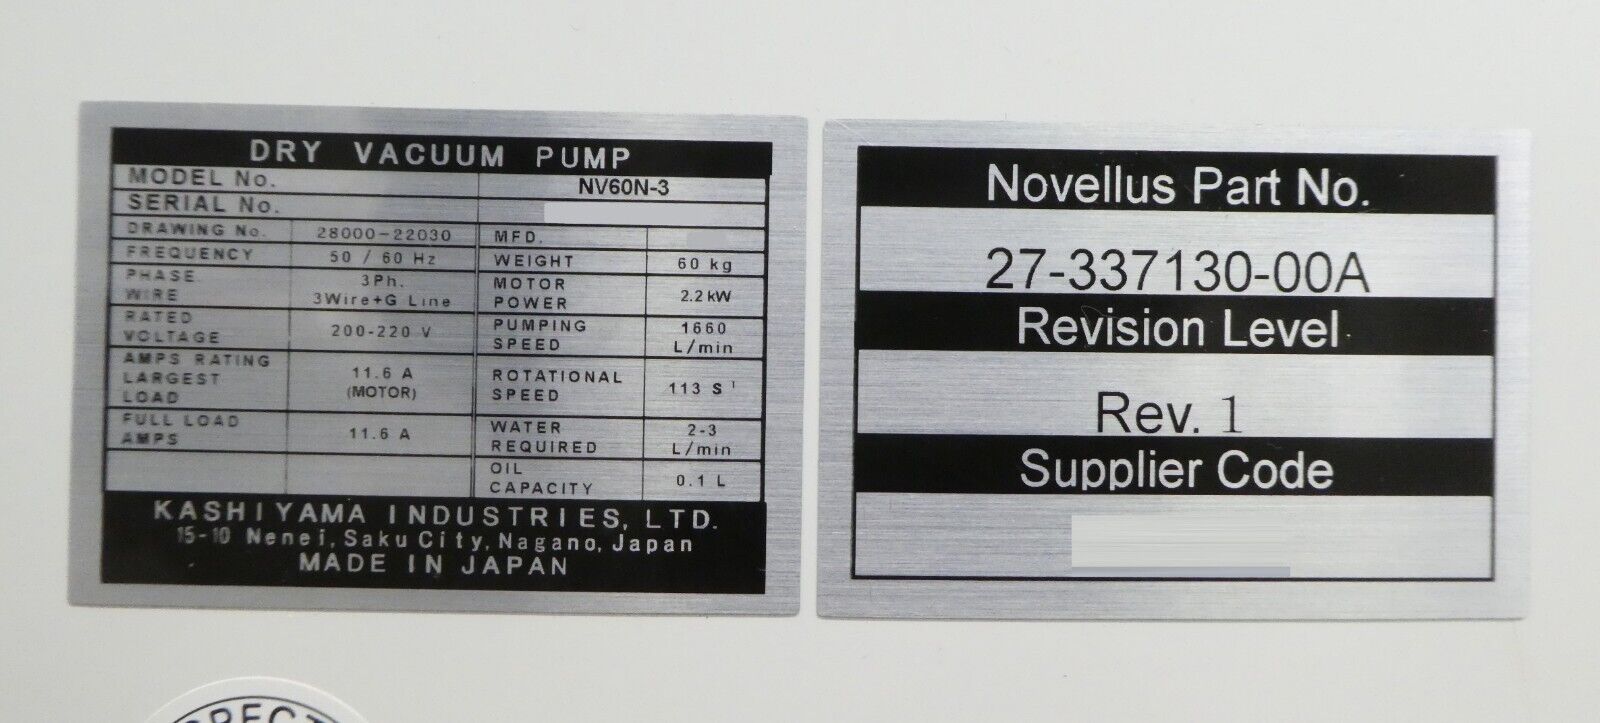 DRY VACUUM PUMP
MODEL No. NV60N-3
SERIAL No.
DRAWING No. 28000-22030 MFD.
FREQUENCY 50 / 60 Hz WEIGHT 60 kg
PHASE 3Ph. MOTOR
WIRE 3Wire+G Line POWER 2.2 kW
RATED PUMPING 1660
VOLTAGE 200-220 V SPEED L/min
AMPS RATING 11.6 A ROTATIONAL
LARGEST (MOTOR) SPEED 113 S
LOAD
FULL LOAD WATER 2-3
AMPS 11.6 A REQUIRED L/min
OIL
CAPACITY 0.1 L
KASHIYAMA INDUSTRIES, LTD.
15-10 Nenei, Saku City, Nagano, Japan
MADE IN JAPAN
Novellus Part No.
27-337130-00A
Revision Level
Rev. 1
Supplier Code